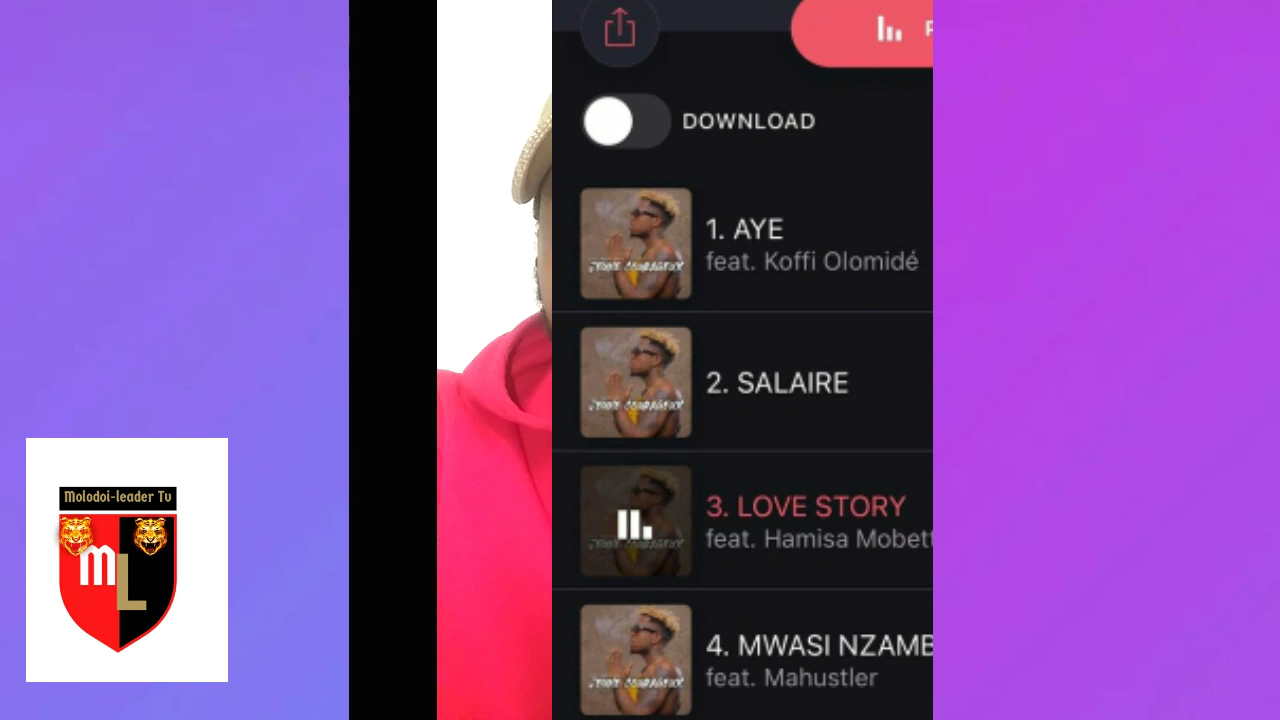 DOWNLOAD
1. AYE
feat. Koffi Olomidé
2. SALAIRE
3. LOVE STORY
feat. Hamisa Mobett
4. MWASI NZAMB
feat. Mahustler
Molodoi-leader Tv
mL